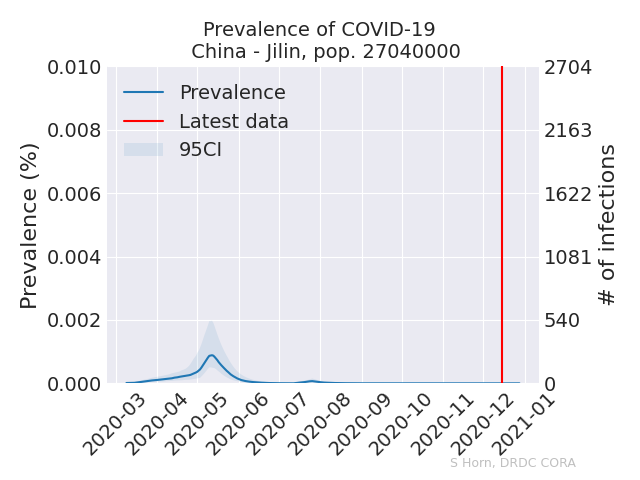 Prevalence of COVID-19
China - Jilin, pop. 27040000
Prevalence
Latest data
95CI
Prevalence (%)
0.010
0.008
0.006
0.004
0.002
0.000
2704
2163
1622
1081
540
0
# of infections
2020-03
2020-04
2020-05
2020-06
2020-07
2020-08
2020-09
2020-10
2020-11
2020-12
2021-01
S Horn, DRDC CORA